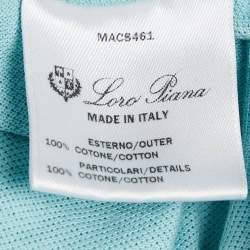 MAC8461
Loro Piana
MADE IN ITALY
ESTERNO/OUTER
100% COTONE/COTTON
PARTICOLARI/DETAILS
100% COTONE/COTTON